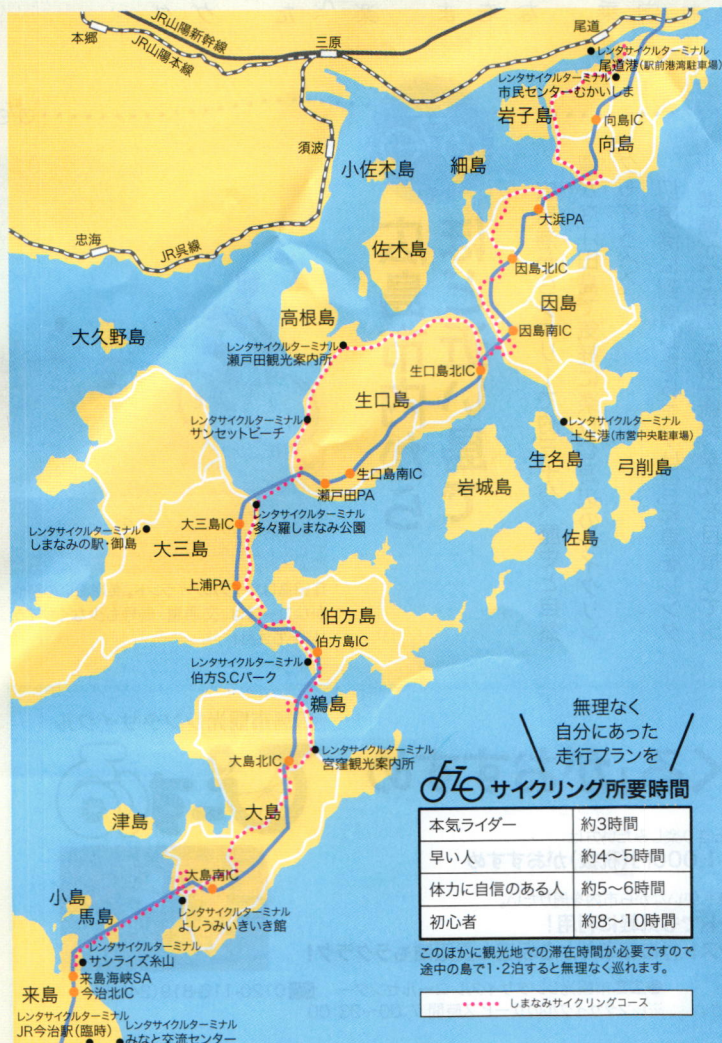 JR山陽新幹線
本郷
JR山陽本線
三原
尾道
レンタサイクルターミナル
尾道港(駅前港湾駐車場)
レンタサイクルターミナル
市民センターむかいしま
岩子島
向島IC
向島
須波
小佐木島
細島
忠海
JR呉線
佐木島
大浜PA
因島北IC
因島
因島南IC
大久野島
高根島
レンタサイクルターミナル
瀬戸田観光案内所
生口島北IC
生口島
レンタサイクルターミナル
サンセットビーチ
レンタサイクルターミナル
土生港(市営中央駐車場)
生名島
弓削島
生口島南IC
瀬戸田PA
岩城島
佐島
レンタサイクルターミナル
多々羅しまなみ公園
大三島IC
レンタサイクルターミナル
しまなみの駅・御島
大三島
上浦PA
伯方島
伯方島IC
レンタサイクルターミナル
伯方S.Cパーク
鵜島
レンタサイクルターミナル
宮窪観光案内所
大島北IC
大島
津島
大島南IC
レンタサイクルターミナル
よしうみいきいき館
小島
馬島
レンタサイクルターミナル
サンライズ糸山
来島海峡SA
今治北IC
来島
レンタサイクルターミナル
JR今治駅(臨時)
レンタサイクルターミナル
みなと交流センター
無理なく
自分にあった
走行プランを
サイクリング所要時間
本気ライダー 約3時間
早い人 約4〜5時間
体力に自信のある人 約5〜6時間
初心者 約8〜10時間
このほかに観光地での滞在時間が必要ですので
途中の島で1・2泊すると無理なく巡れます。
しまなみサイクリングコース